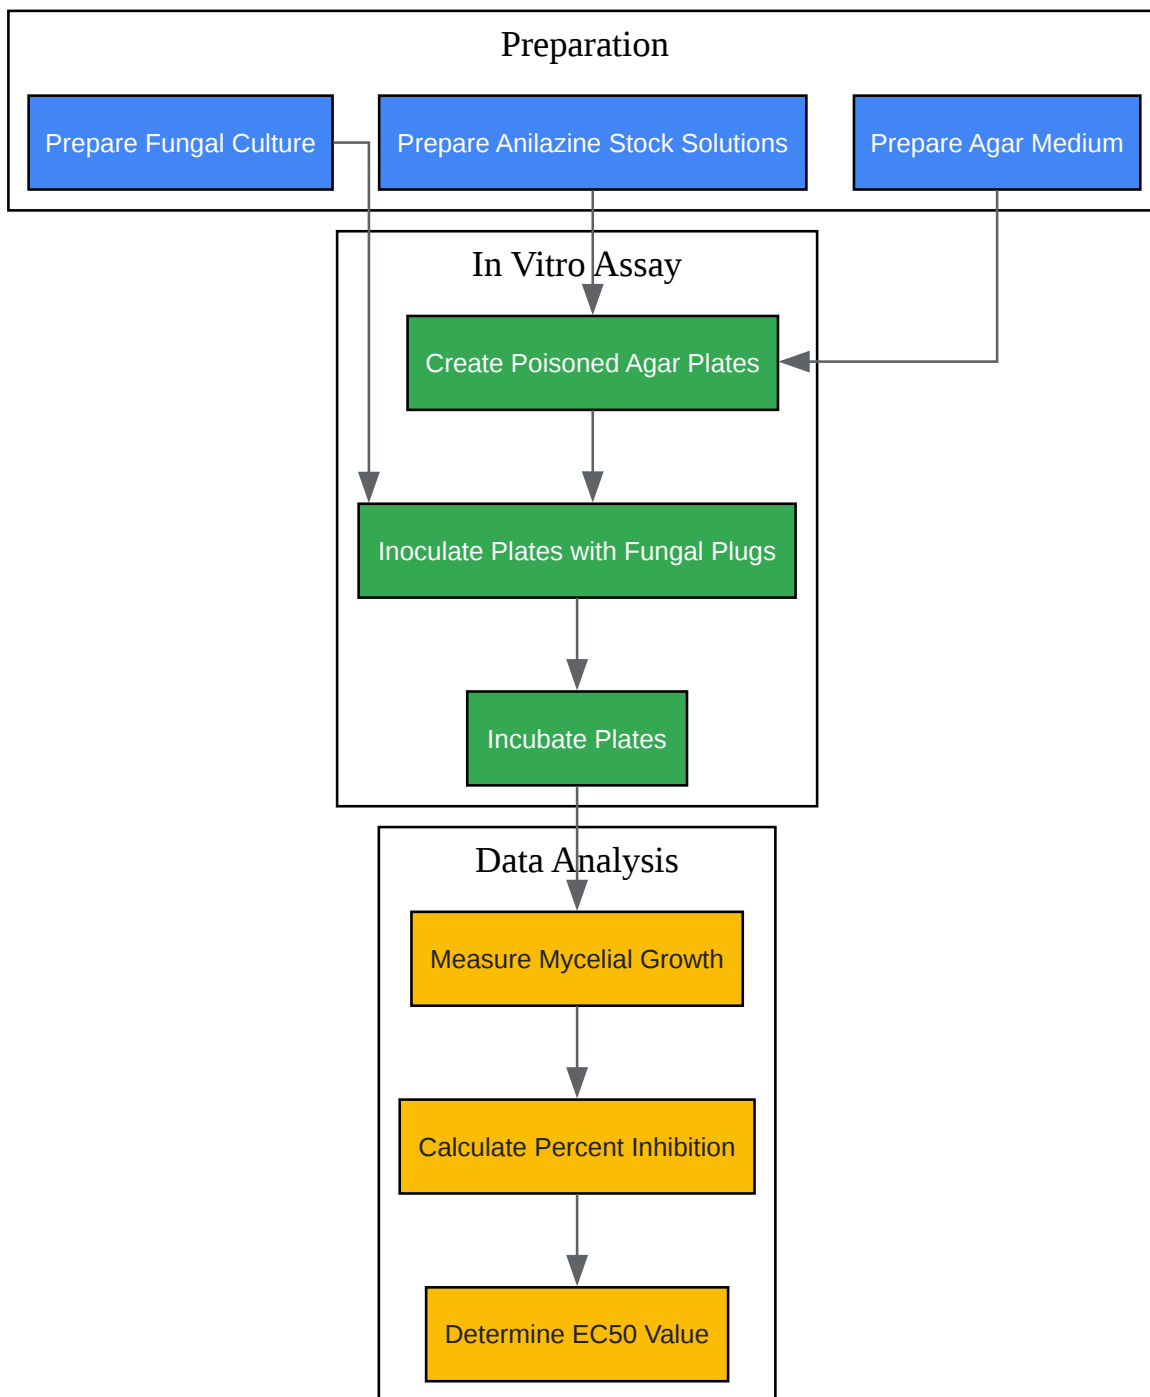 Preparation
Prepare Fungal Culture
Prepare Anilazine Stock Solutions
Prepare Agar Medium
In Vitro Assay
Create Poisoned Agar Plates
Inoculate Plates with Fungal Plugs
Incubate Plates
Data Analysis
Measure Mycelial Growth
Calculate Percent Inhibition
Determine EC50 Value